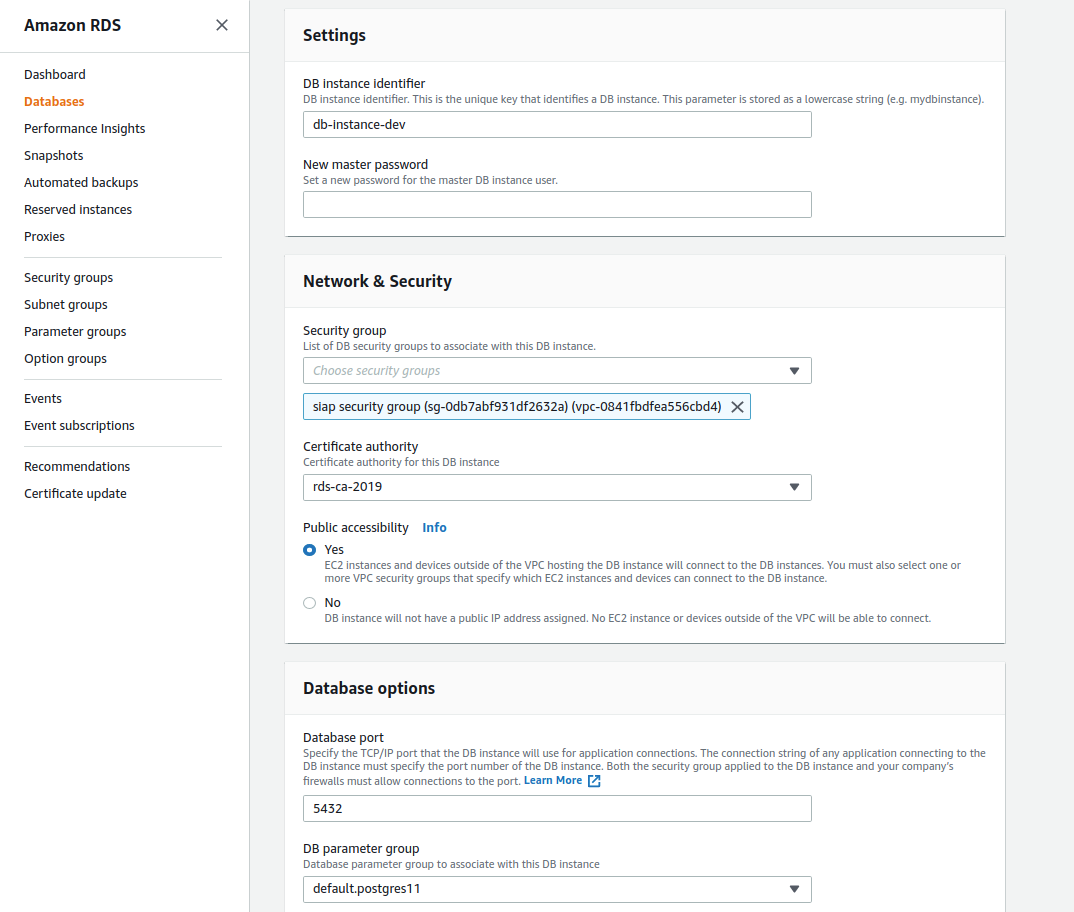 Amazon RDS
Dashboard
Databases
Performance Insights
Snapshots
Automated backups
Reserved instances
Proxies
Security groups
Subnet groups
Parameter groups
Option groups
Events
Event subscriptions
Recommendations
Certificate update
Settings
DB instance identifier
DB instance identifier. This is the unique key that identifies a DB instance. This parameter is stored as a lowercase string (e.g. mydbinstance).
db-instance-dev
New master password
Set a new password for the master DB instance user.
Network & Security
Security group
List of DB security groups to associate with this DB instance.
Choose security groups
siap security group (sg-0db7abf931df2632a) (vpc-0841fbdfea556cbd4)
Certificate authority
Certificate authority for this DB instance
rds-ca-2019
Public accessibility Info
Yes
EC2 instances and devices outside of the VPC hosting the DB instance will connect to the DB instances. You must also select one or
more VPC security groups that specify which EC2 instances and devices can connect to the DB instance.
No
DB instance will not have a public IP address assigned. No EC2 instance or devices outside of the VPC will be able to connect.
Database options
Database port
Specify the TCP/IP port that the DB instance will use for application connections. The connection string of any application connecting to the
DB instance must specify the port number of the DB instance. Both the security group applied to the DB instance and your company's
firewalls must allow connections to the port. Learn More
5432
DB parameter group
Database parameter group to associate with this DB instance
default.postgres11